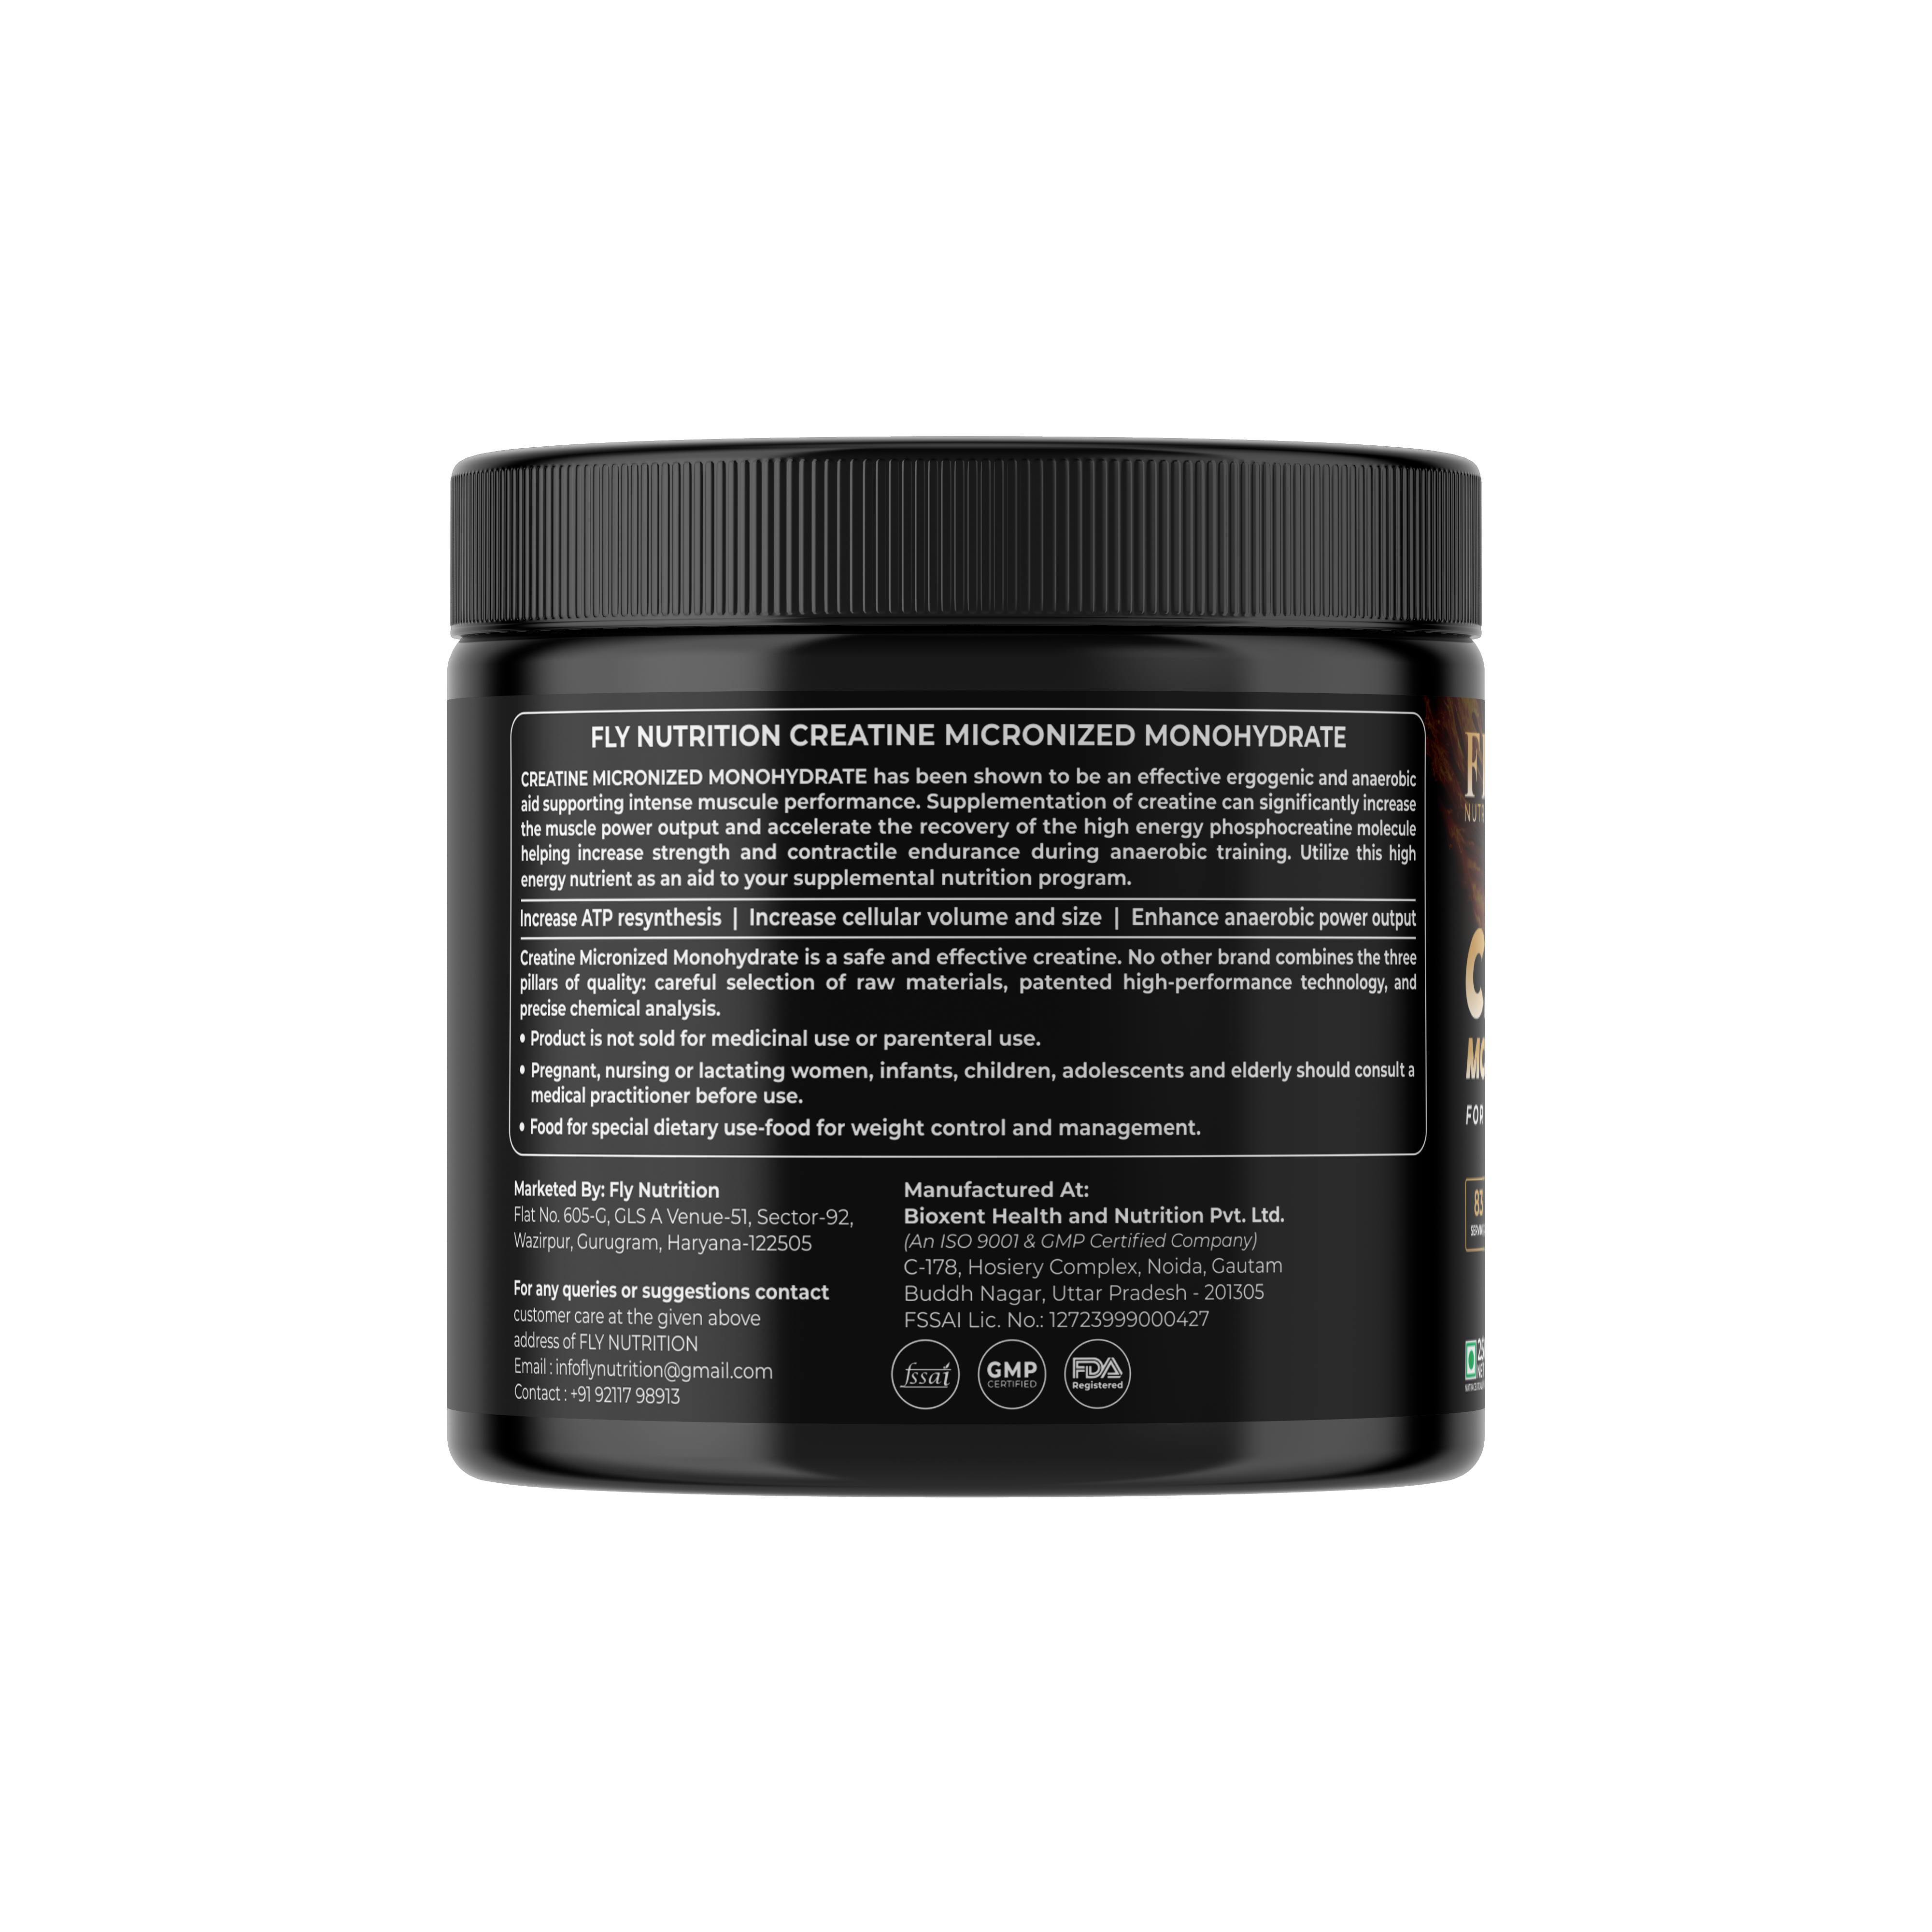 FLY NUTRITION CREATINE MICRONIZED MONOHYDRATE
CREATINE MICRONIZED MONOHYDRATE has been shown to be an effective ergogenic and anaerobic
aid supporting intense muscule performance. Supplementation of creatine can significantly increase
the muscle power output and accelerate the recovery of the high energy phosphocreatine molecule
helping increase strength and contractile endurance during anaerobic training. Utilize this high
energy nutrient as an aid to your supplemental nutrition program.
Increase ATP resynthesis | Increase cellular volume and size | Enhance anaerobic power output
Creatine Micronized Monohydrate is a safe and effective creatine. No other brand combines the three
pillars of quality: careful selection of raw materials, patented high-performance technology, and
precise chemical analysis.
• Product is not sold for medicinal use or parenteral use.
• Pregnant, nursing or lactating women, infants, children, adolescents and elderly should consult a
medical practitioner before use.
• Food for special dietary use-food for weight control and management.
Marketed By: Fly Nutrition
Flat No. 605-G, GLS A Venue-51, Sector-92,
Wazirpur, Gurugram, Haryana-122505
For any queries or suggestions contact
customer care at the given above
address of FLY NUTRITION
Email : infoflynutrition@gmail.com
Contact : +91 92117 98913
Manufactured At:
Bioxent Health and Nutrition Pvt. Ltd.
(An ISO 9001 & GMP Certified Company)
C-178, Hosiery Complex, Noida, Gautam
Buddh Nagar, Uttar Pradesh - 201305
FSSAI Lic. No.: 12723999000427
fssai
GMP
CERTIFIED
FDA
Registered
FOR
83